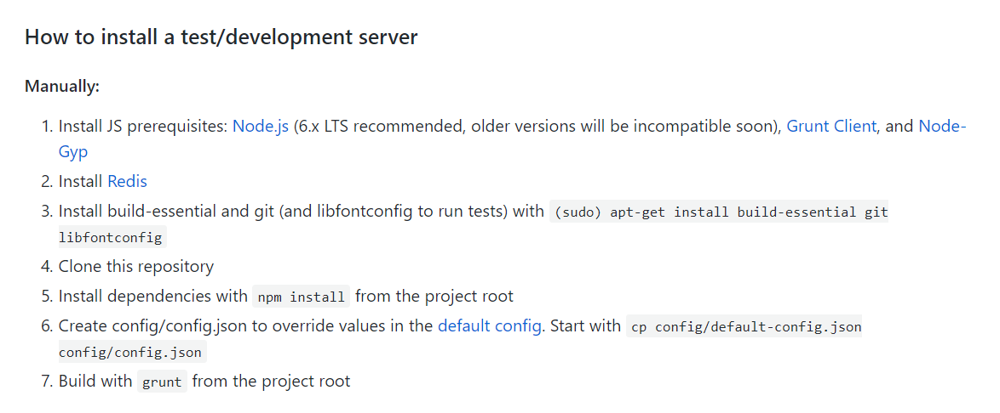 How to install a test/development server
Manually:
1. Install JS prerequisites: Node.js (6.x LTS recommended, older versions will be incompatible soon), Grunt Client, and Node-
Gyp
2. Install Redis
3. Install build-essential and git (and libfontconfig to run tests) with (sudo) apt-get install build-essential git
libfontconfig
4. Clone this repository
5. Install dependencies with npm install from the project root
6. Create config/config.json to override values in the default config. Start with cp config/default-config.json
config/config.json
7. Build with grunt from the project root